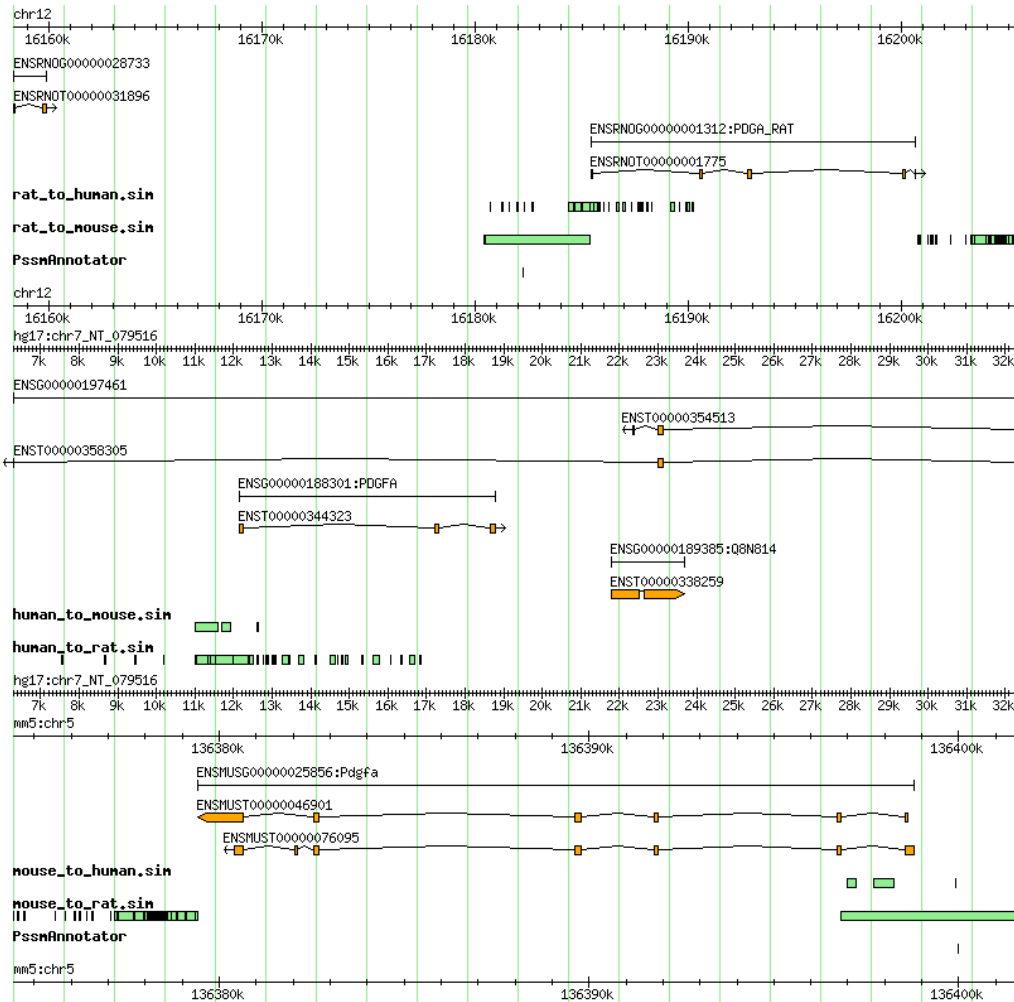 chr12
16160k 16170k 16180k 16190k 16200k
ENSRNOG00000028733
ENSRNOT00000031896
ENSRNOG00000001312:PDGA_RAT
ENSRNOT00000001775
rat_to_human.sim
rat_to_mouse.sim
PssmAnnotator
chr12
16160k 16170k 16180k 16190k 16200k
hg17:chr7_NT_079516
7k 8k 9k 10k 11k 12k 13k 14k 15k 16k 17k 18k 19k 20k 21k 22k 23k 24k 25k 26k 27k 28k 29k 30k 31k 32k
ENSG00000197461
ENST00000354513
ENST00000358305
ENSG00000188301:PDGFA
ENST00000344323
ENSG00000189385:Q8N814
ENST00000338259
human_to_mouse.sim
human_to_rat.sim
hg17:chr7_NT_079516
7k 8k 9k 10k 11k 12k 13k 14k 15k 16k 17k 18k 19k 20k 21k 22k 23k 24k 25k 26k 27k 28k 29k 30k 31k 32k
mm5:chr5
136380k 136390k 136400k
ENSMUSG00000025856:Pdgfa
ENSMUST00000046901
ENSMUST00000076095
mouse_to_human.sim
mouse_to_rat.sim
PssmAnnotator
mm5:chr5
136380k 136390k 136400k